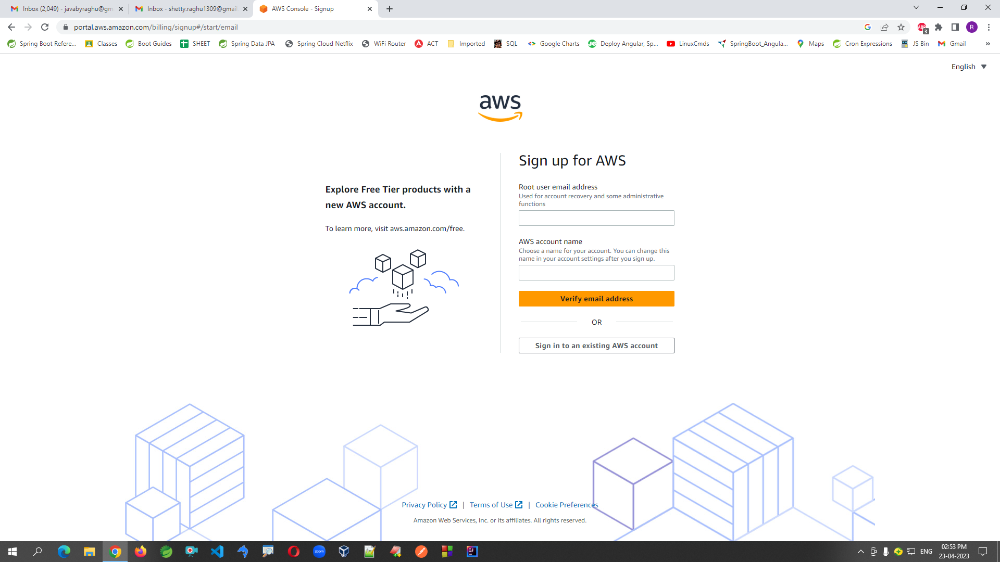 Inbox (2,049) - javabyraghu@gm
Inbox - shetty.raghu1309@gmail.
AWS Console - Signup
portal.aws.amazon.com/billing/signup#/start/email
ABP
3
R
Spring Boot Refere...
Classes
Boot Guides
SHEET
Spring Data JPA
Spring Cloud Netflix
WiFi Router
ACT
Imported
SQL
Google Charts
Deploy Angular, Sp...
LinuxCmds
SpringBoot_Angula...
Maps
Cron Expressions
JS Bin
Gmail
»
English
aws
Sign up for AWS
Explore Free Tier products with a
new AWS account.
To learn more, visit aws.amazon.com/free.
Root user email address
Used for account recovery and some administrative
functions
AWS account name
Choose a name for your account. You can change this
name in your account settings after you sign up.
Verify email address
OR
Sign in to an existing AWS account
Privacy Policy | Terms of Use | Cookie Preferences
Amazon Web Services, Inc. or its affiliates. All rights reserved.
zoom
IJ
ENG
02:53 PM
23-04-2023